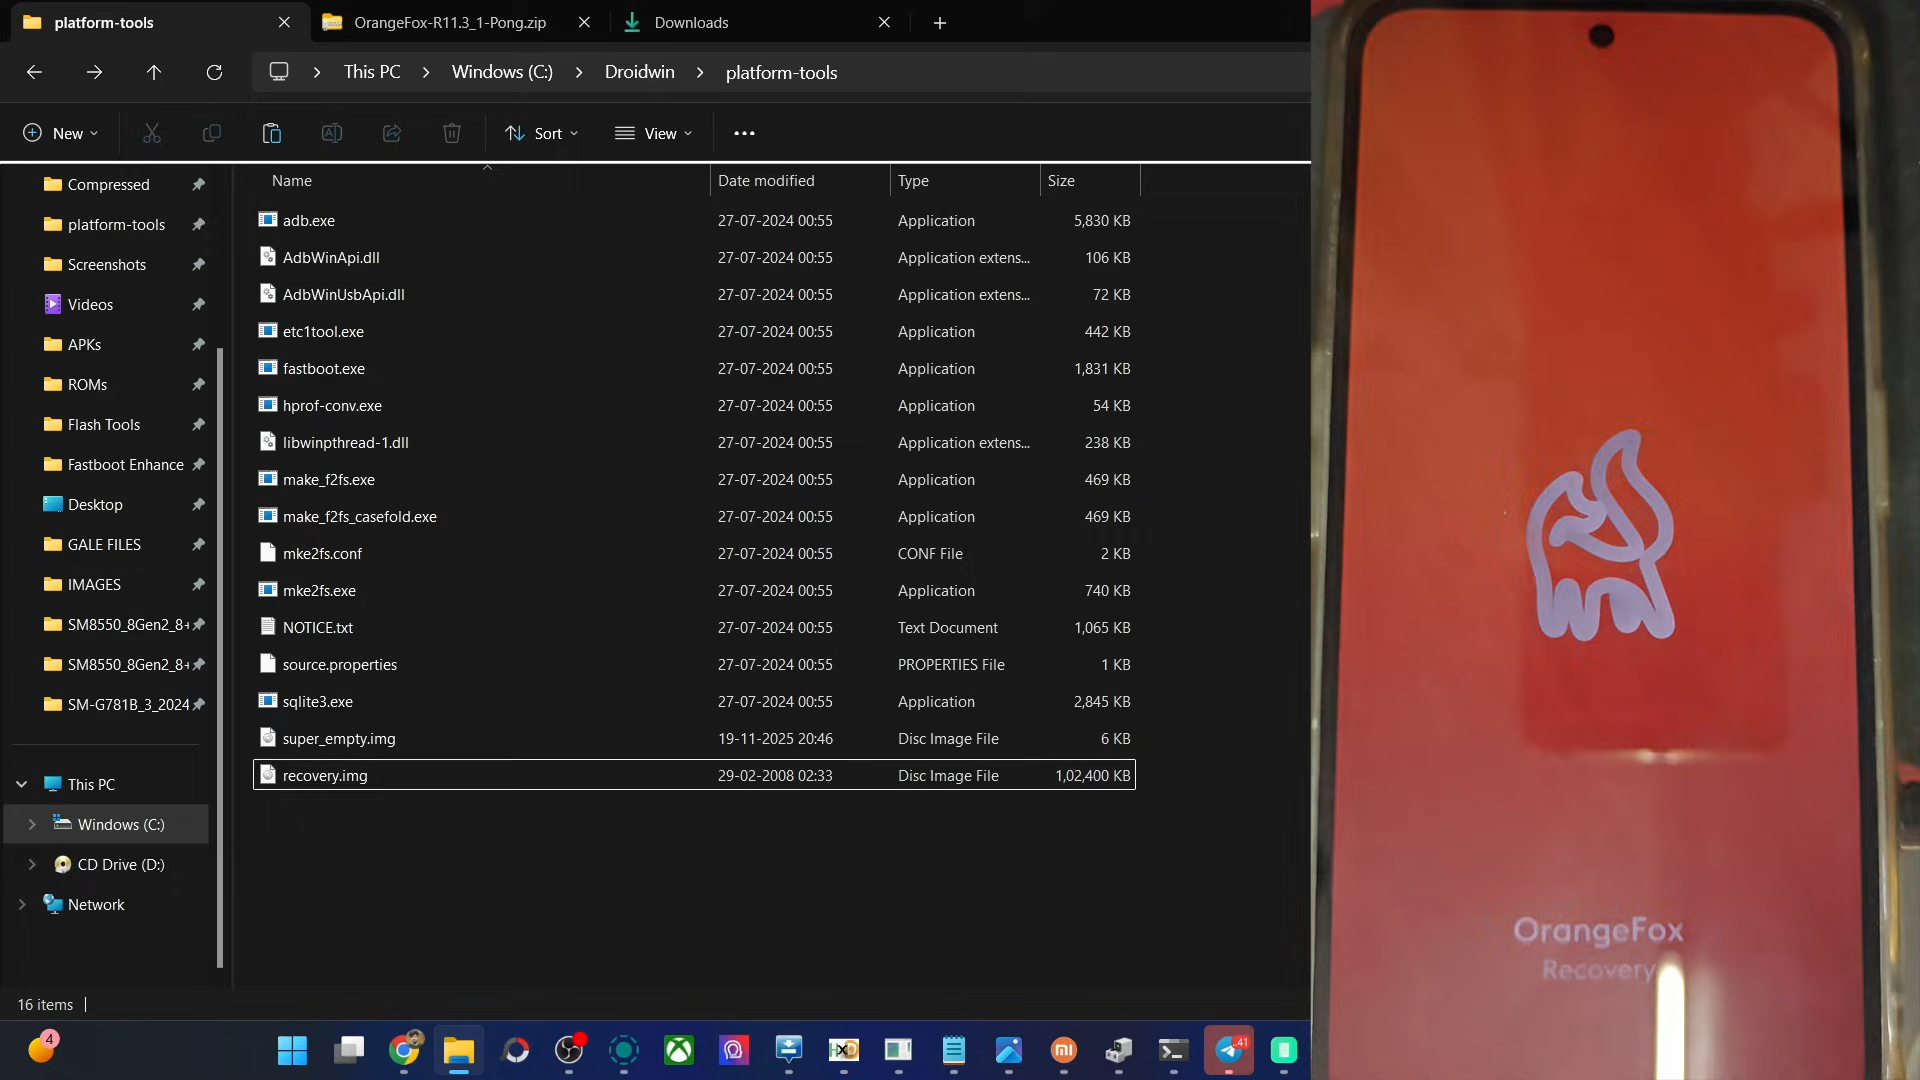 platform-tools
OrangeFox-R11.3_1-Pong.zip
Downloads
This PC
Windows (C:)
Droidwin
platform-tools
New
Sort
View
Compressed
platform-tools
Screenshots
Videos
APKs
ROMs
Flash Tools
Fastboot Enhance
Desktop
GALE FILES
IMAGES
SM8550_8Gen2_8+
SM8550_8Gen2_8+
SM-G781B_3_2024
This PC
Windows (C:)
CD Drive (D:)
Network
Name Date modified Type Size
adb.exe 27-07-2024 00:55 Application 5,830 KB
AdbWinApi.dll 27-07-2024 00:55 Application extens... 106 KB
AdbWinUsbApi.dll 27-07-2024 00:55 Application extens... 72 KB
etc1tool.exe 27-07-2024 00:55 Application 442 KB
fastboot.exe 27-07-2024 00:55 Application 1,831 KB
hprof-conv.exe 27-07-2024 00:55 Application 54 KB
libwinpthread-1.dll 27-07-2024 00:55 Application extens... 238 KB
make_f2fs.exe 27-07-2024 00:55 Application 469 KB
make_f2fs_casefold.exe 27-07-2024 00:55 Application 469 KB
mke2fs.conf 27-07-2024 00:55 CONF File 2 KB
mke2fs.exe 27-07-2024 00:55 Application 740 KB
NOTICE.txt 27-07-2024 00:55 Text Document 1,065 KB
source.properties 27-07-2024 00:55 PROPERTIES File 1 KB
sqlite3.exe 27-07-2024 00:55 Application 2,845 KB
super_empty.img 19-11-2025 20:46 Disc Image File 6 KB
recovery.img 29-02-2008 02:33 Disc Image File 1,02,400 KB
16 items
OrangeFox
Recovery
4
HxD
mi
41